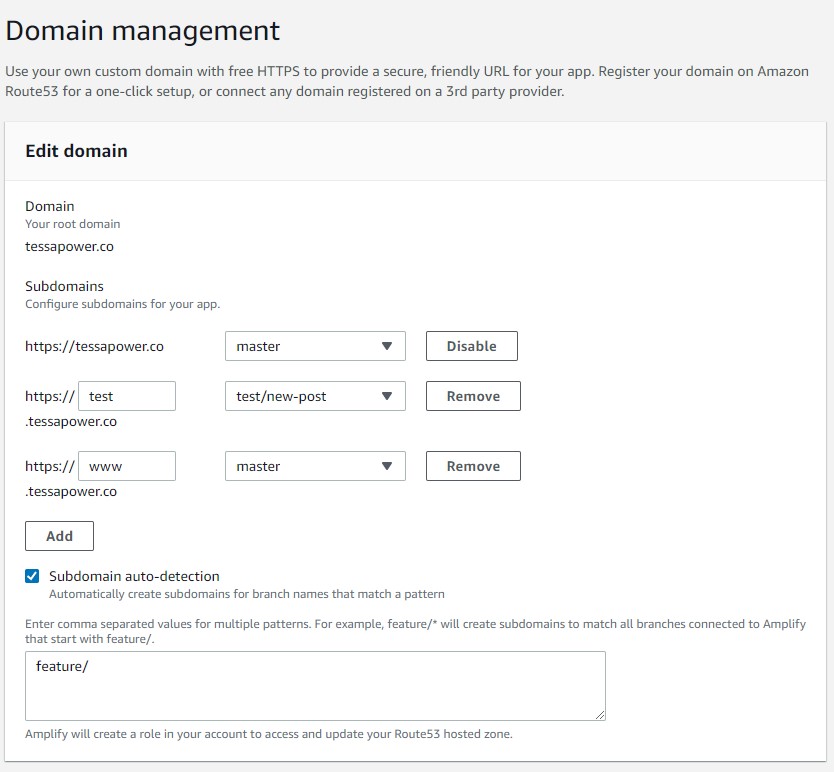 Domain management
Use your own custom domain with free HTTPS to provide a secure, friendly URL for your app. Register your domain on Amazon
Route53 for a one-click setup, or connect any domain registered on a 3rd party provider.
Edit domain
Domain
Your root domain
tessapower.co
Subdomains
Configure subdomains for your app.
https://tessapower.co master Disable
https:// test test/new-post Remove
.tessapower.co
https:// www master Remove
.tessapower.co
Add
Subdomain auto-detection
Automatically create subdomains for branch names that match a pattern
Enter comma separated values for multiple patterns. For example, feature/* will create subdomains to match all branches connected to Amplify
that start with feature/.
feature/
Amplify will create a role in your account to access and update your Route53 hosted zone.